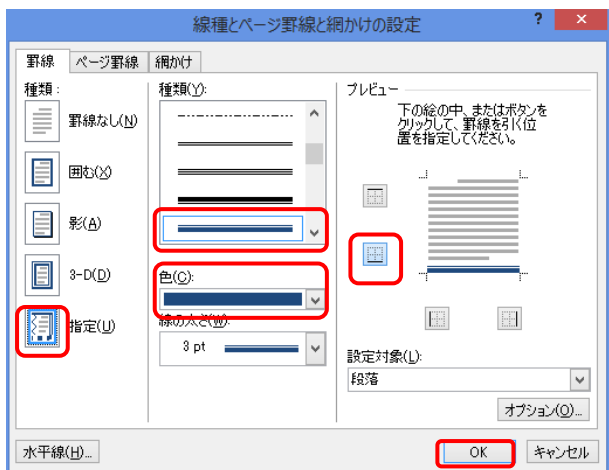 線種とページ罫線と網かけの設定
? ×
罫線 ページ罫線 網かけ
種類:
罫線なし(N)
囲む(X)
影(A)
3-D(D)
指定(U)
種類(Y):
色(C):
線の太さ(W):
3 pt
プレビュー
下の絵の中、またはボタンを
クリックして、罫線を引く位
置を指定してください。
設定対象(L):
段落
オプション(O)...
水平線(H)...
OK
キャンセル